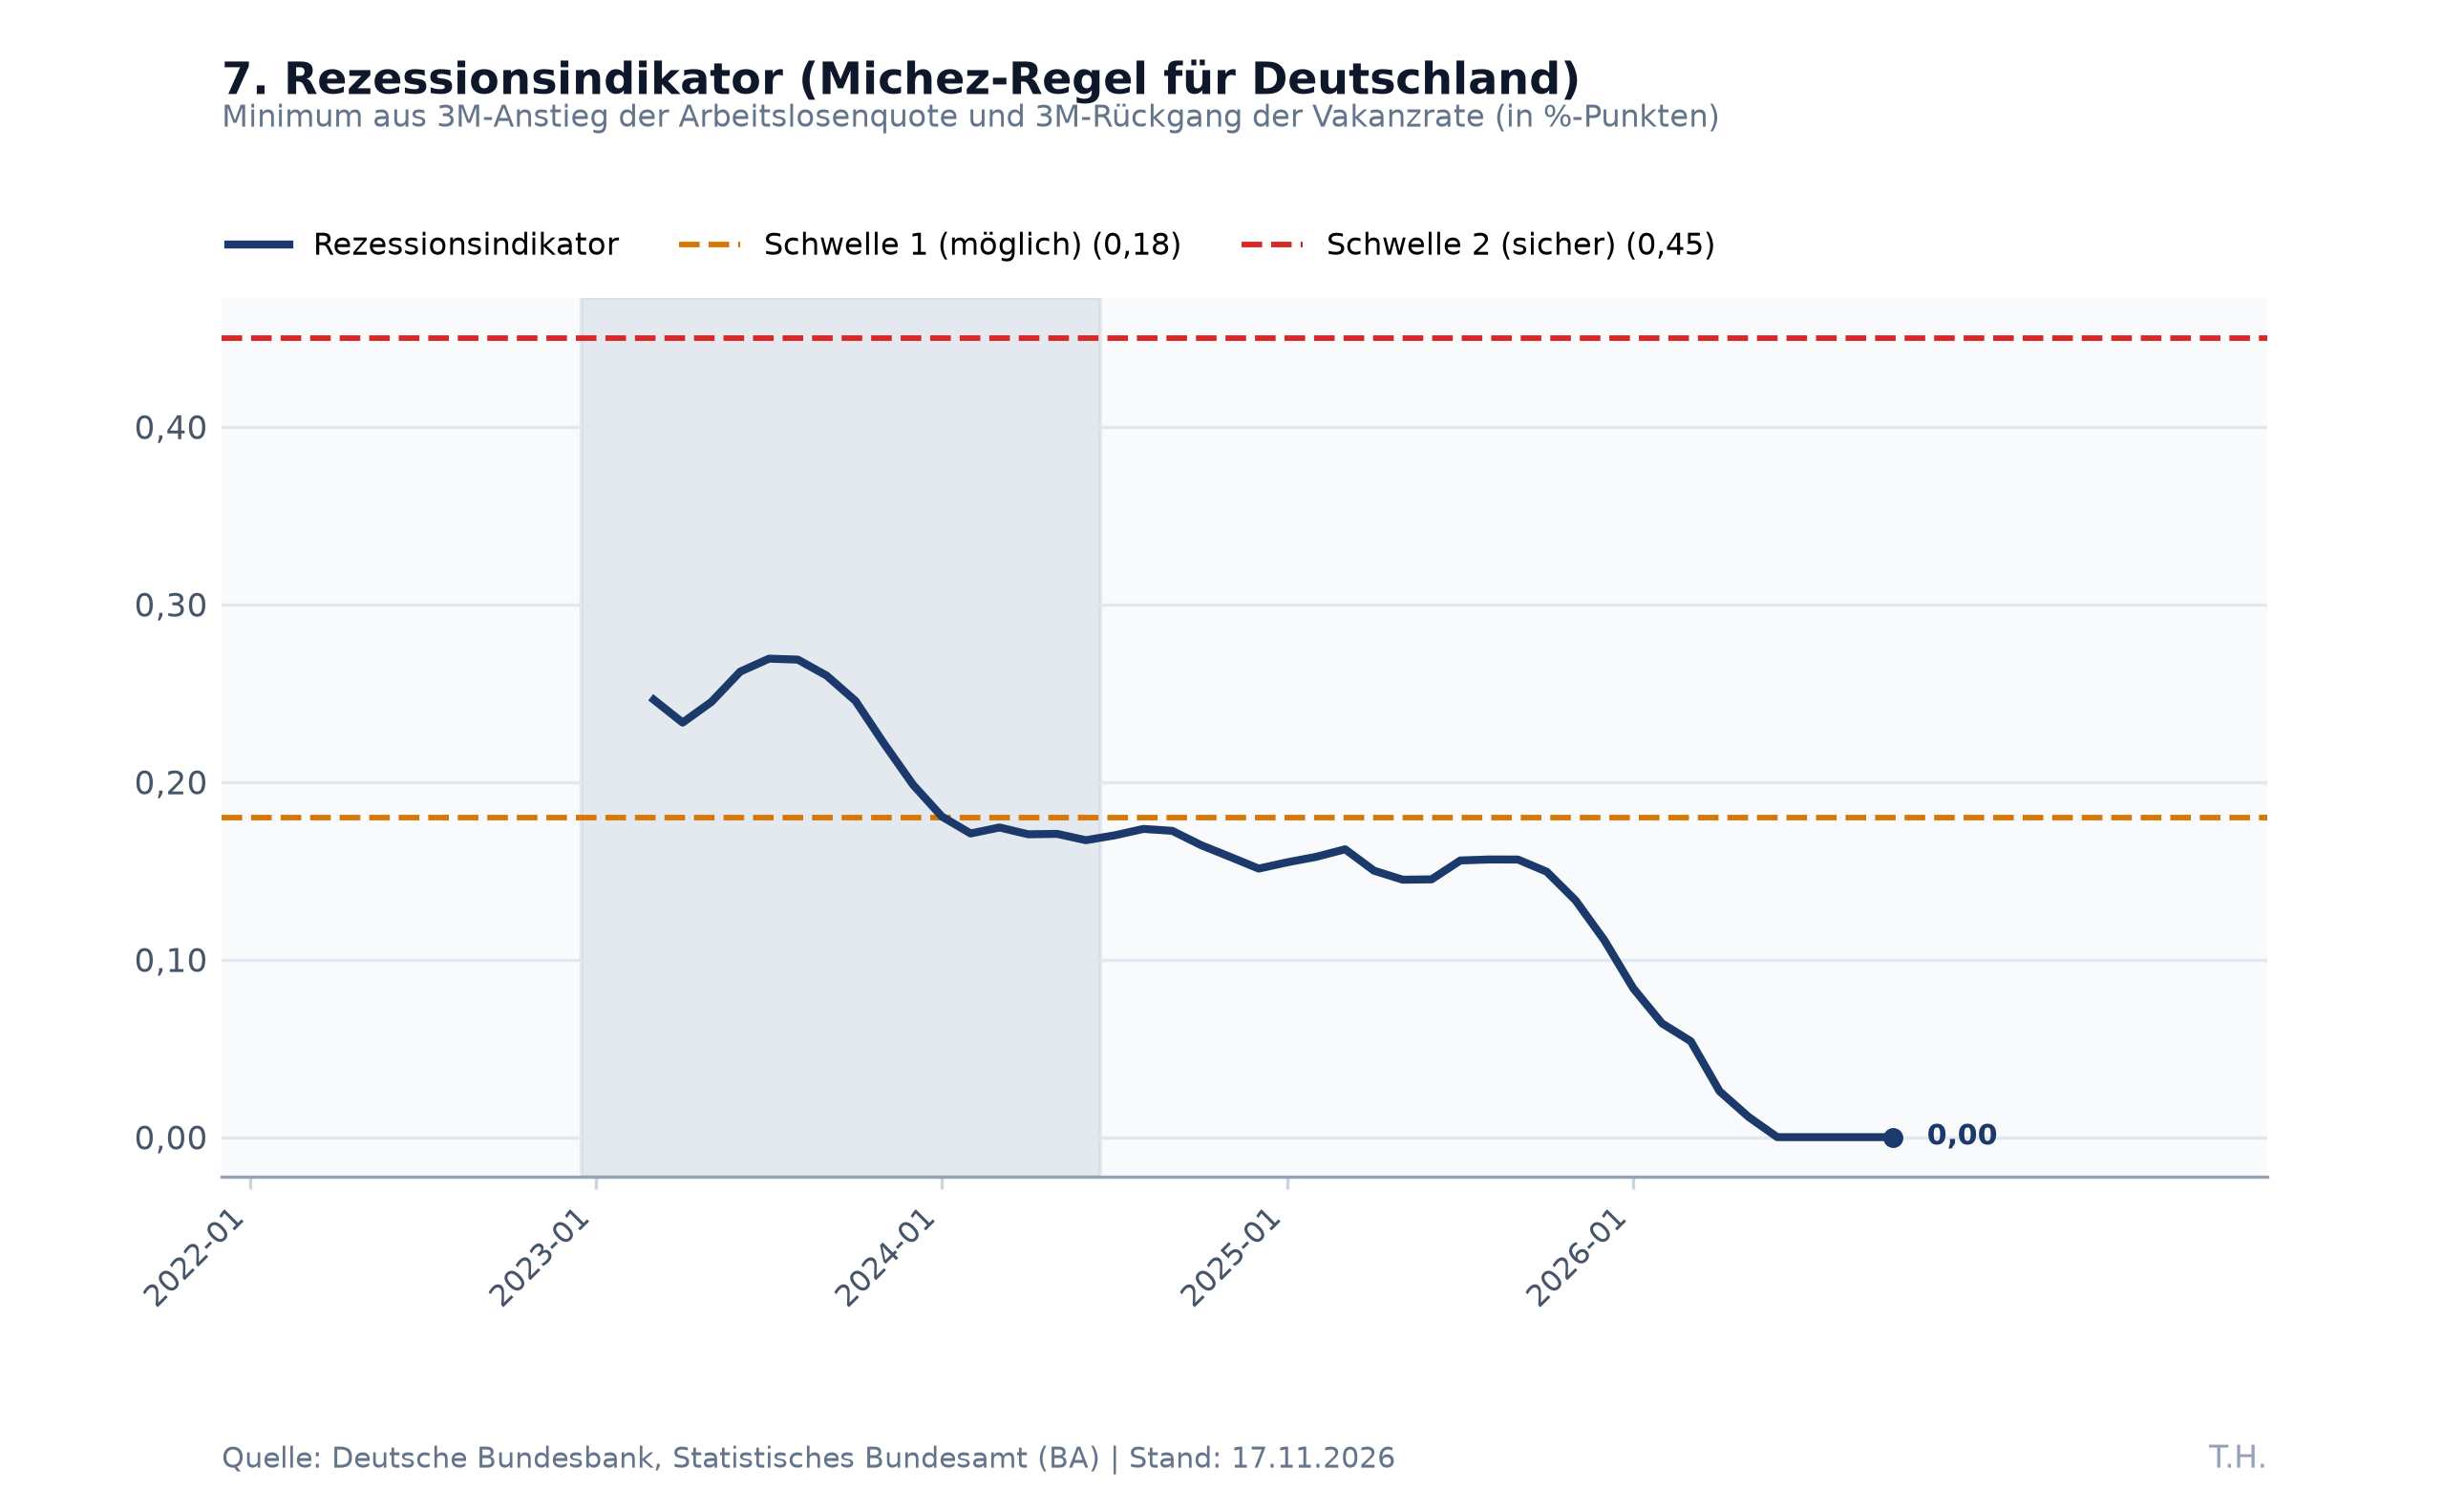 7. Rezessionsindikator (Michez-Regel für Deutschland)
Minimum aus 3M-Anstieg der Arbeitslosenquote und 3M-Rückgang der Vakanzrate (in %-Punkten)
Rezessionsindikator
Schwelle 1 (möglich) (0,18)
Schwelle 2 (sicher) (0,45)
0,40
0,30
0,20
0,10
0,00
0,00
2022-01
2023-01
2024-01
2025-01
2026-01
Quelle: Deutsche Bundesbank, Statistisches Bundesamt (BA) | Stand: 17.11.2026
T.H.